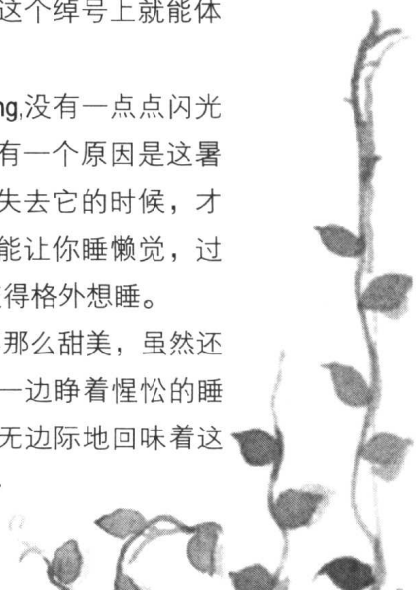 这个绰号上就能体
ng,没有一点点闪光
有一个原因是这暑
失去它的时候，才
能让你睡懒觉，过
得格外想睡。
那么甜美，虽然还
一边睁着惺忪的睡
无边际地回味着这